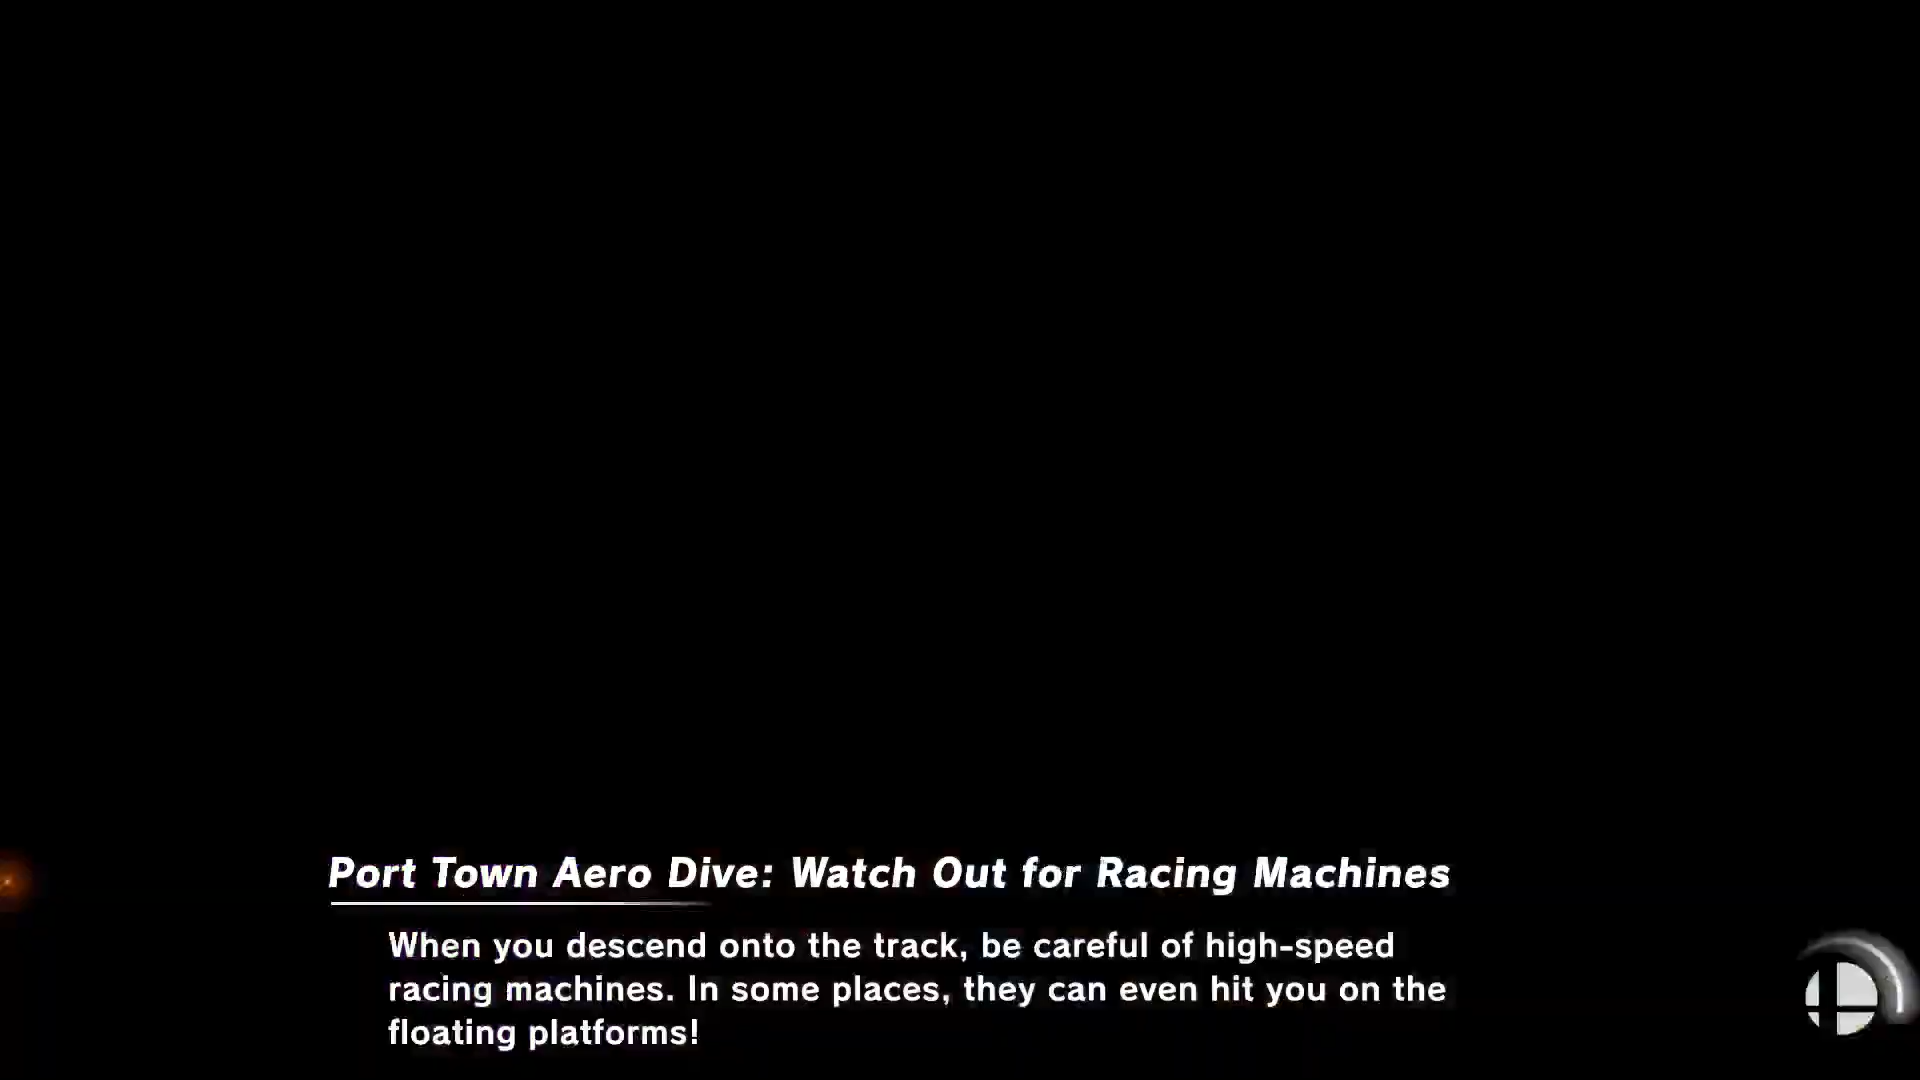 Port Town Aero Dive: Watch Out for Racing Machines
When you descend onto the track, be careful of high-speed
racing machines. In some places, they can even hit you on the
floating platforms!